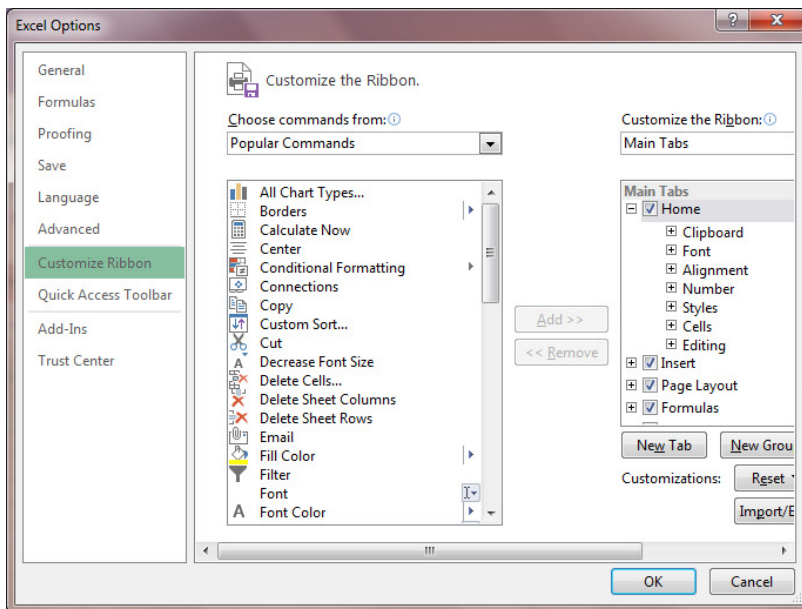 Excel Options
General
Formulas
Proofing
Save
Language
Advanced
Customize Ribbon
Quick Access Toolbar
Add-Ins
Trust Center
Customize the Ribbon.
Choose commands from:
Popular Commands
All Chart Types...
Borders
Calculate Now
Center
Conditional Formatting
Connections
Copy
Custom Sort...
Cut
Decrease Font Size
Delete Cells...
Delete Sheet Columns
Delete Sheet Rows
Email
Fill Color
Filter
Font
Font Color
Add >>
<< Remove
Customize the Ribbon:
Main Tabs
Main Tabs
Home
Clipboard
Font
Alignment
Number
Styles
Cells
Editing
Insert
Page Layout
Formulas
New Tab
New Grou
Customizations:
Reset
Import/E
OK
Cancel